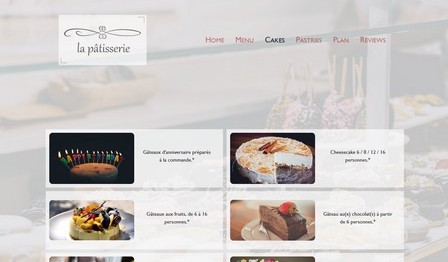 la pâtisserie
Home Menu Cakes Pastries Plan Reviews
Gâteaux d'anniversaire préparés
à la commande.*
Cheesecake 6 / 8 / 12 / 16
personnes.*
Gâteaux aux fruits, de 6 à 16
personnes.*
Gâteau au(x) chocolat(s) à partir
de 6 personnes.*